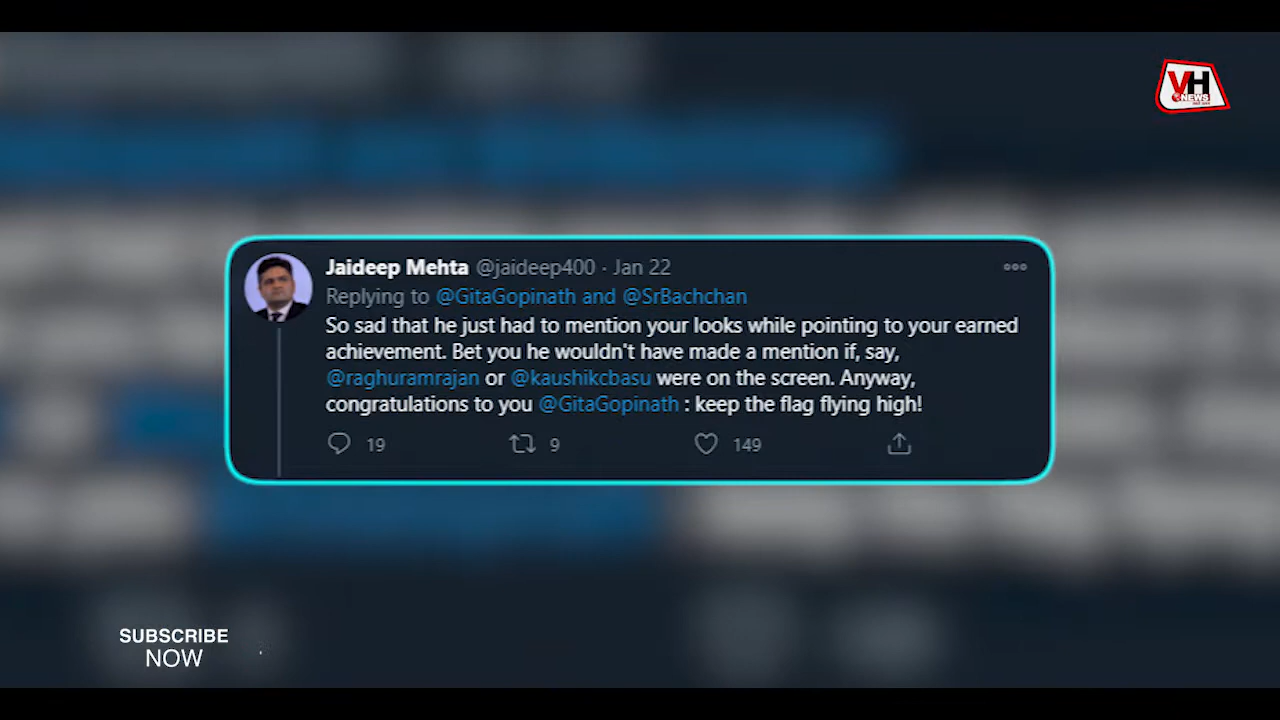 VH
NEWS
Jaideep Mehta @jaideep400 · Jan 22
Replying to @GitaGopinath and @SrBachchan
So sad that he just had to mention your looks while pointing to your earned
achievement. Bet you he wouldn't have made a mention if, say,
@raghuramrajan or @kaushikcbasu were on the screen. Anyway,
congratulations to you @GitaGopinath : keep the flag flying high!
19 9 149
SUBSCRIBE
NOW